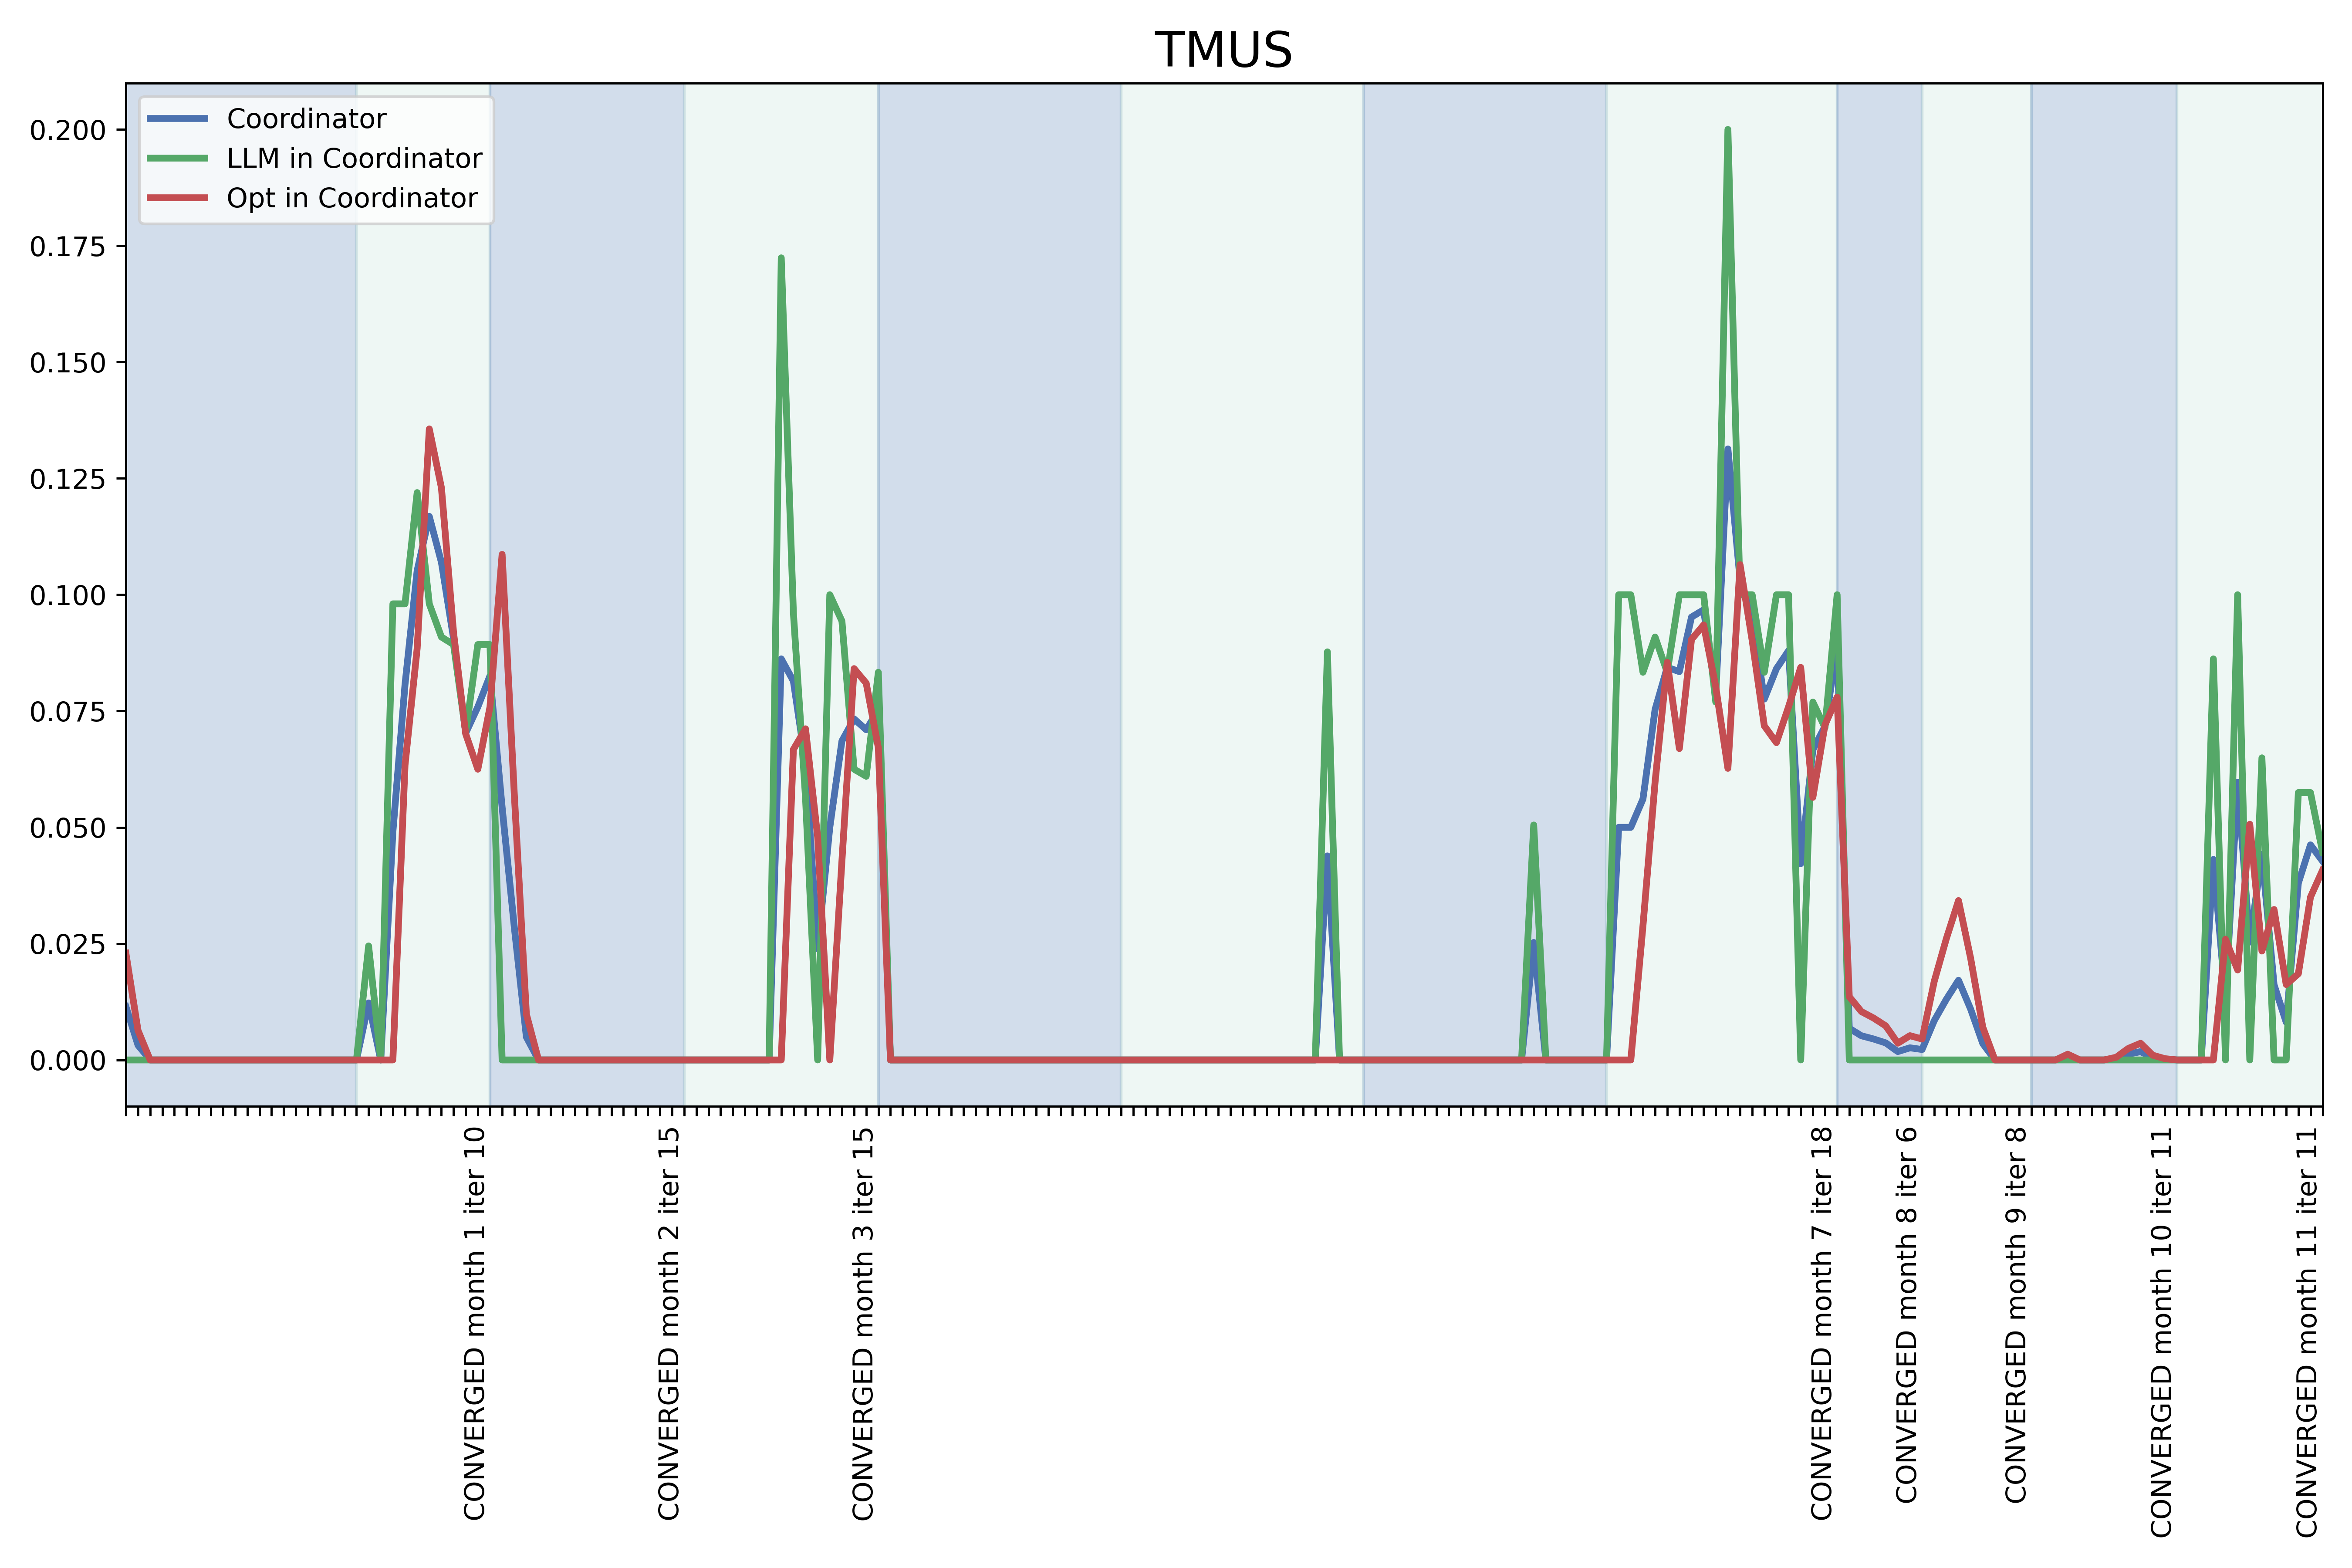 TMUS
Coordinator
LLM in Coordinator
Opt in Coordinator
0.200
0.175
0.150
0.125
0.100
0.075
0.050
0.025
0.000
CONVERGED month 1 iter 10
CONVERGED month 2 iter 15
CONVERGED month 3 iter 15
CONVERGED month 7 iter 18
CONVERGED month 8 iter 6
CONVERGED month 9 iter 8
CONVERGED month 10 iter 11
CONVERGED month 11 iter 11